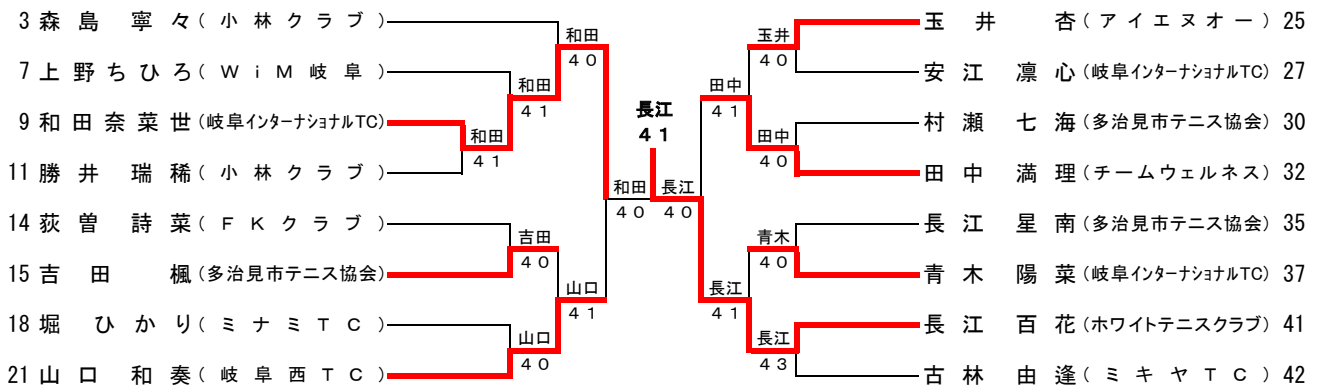 3 森島寧々(小林クラブ)
7 上野ちひろ(WiM岐阜)
9 和田奈菜世(岐阜インターナショナルTC)
11 勝井瑞稀(小林クラブ)
14 荻曽詩菜(FKクラブ)
15 吉田楓(多治見市テニス協会)
18 堀ひかり(ミナミTC)
21 山口和奏(岐阜西TC)
和田
40
和田
41
和田
41
吉田
40
山口
41
山口
40
和田
40
長江
41
長江
40
玉井
40
田中
41
田中
40
青木
40
長江
41
長江
43
玉井杏(アイエヌオー) 25
安江凛心(岐阜インターナショナルTC) 27
村瀬七海(多治見市テニス協会) 30
田中満理(チームウェルネス) 32
長江星南(多治見市テニス協会) 35
青木陽菜(岐阜インターナショナルTC) 37
長江百花(ホワイトテニスクラブ) 41
古林由逢(ミキヤTC) 42